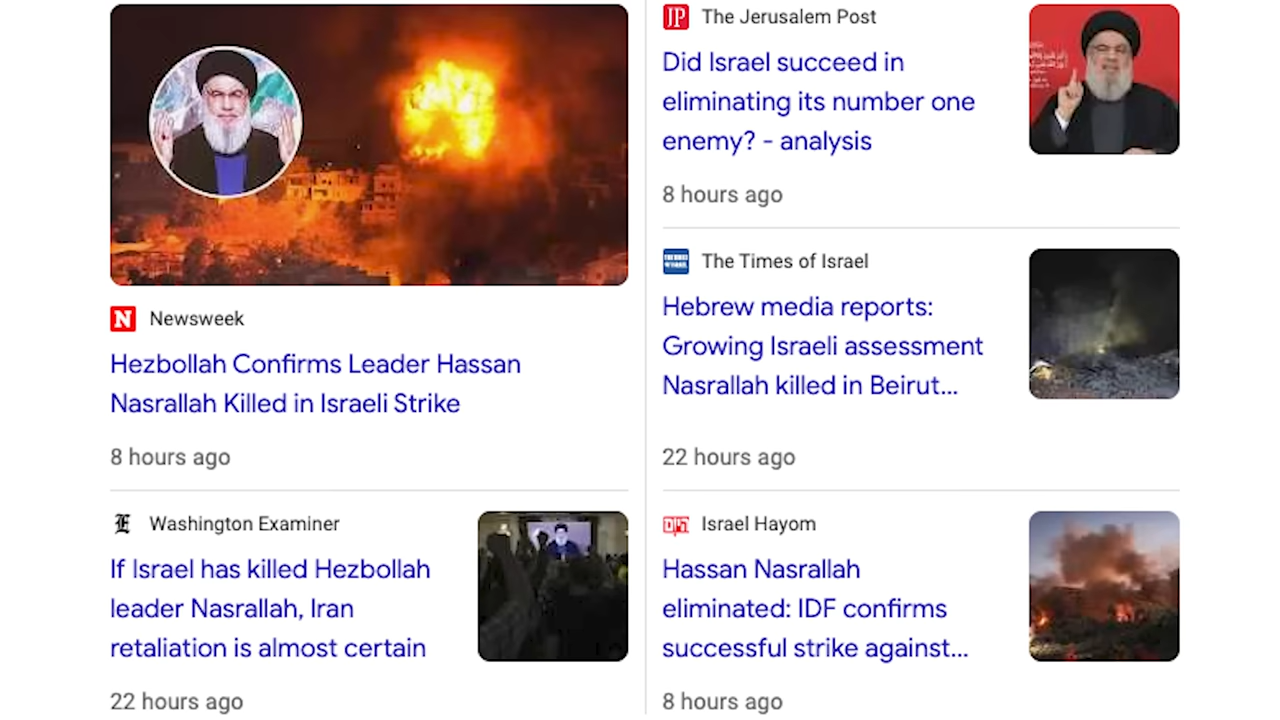 Newsweek
Hezbollah Confirms Leader Hassan
Nasrallah Killed in Israeli Strike
8 hours ago
Washington Examiner
If Israel has killed Hezbollah
leader Nasrallah, Iran
retaliation is almost certain
22 hours ago
The Jerusalem Post
Did Israel succeed in
eliminating its number one
enemy? - analysis
8 hours ago
The Times of Israel
Hebrew media reports:
Growing Israeli assessment
Nasrallah killed in Beirut...
22 hours ago
Israel Hayom
Hassan Nasrallah
eliminated: IDF confirms
successful strike against...
8 hours ago